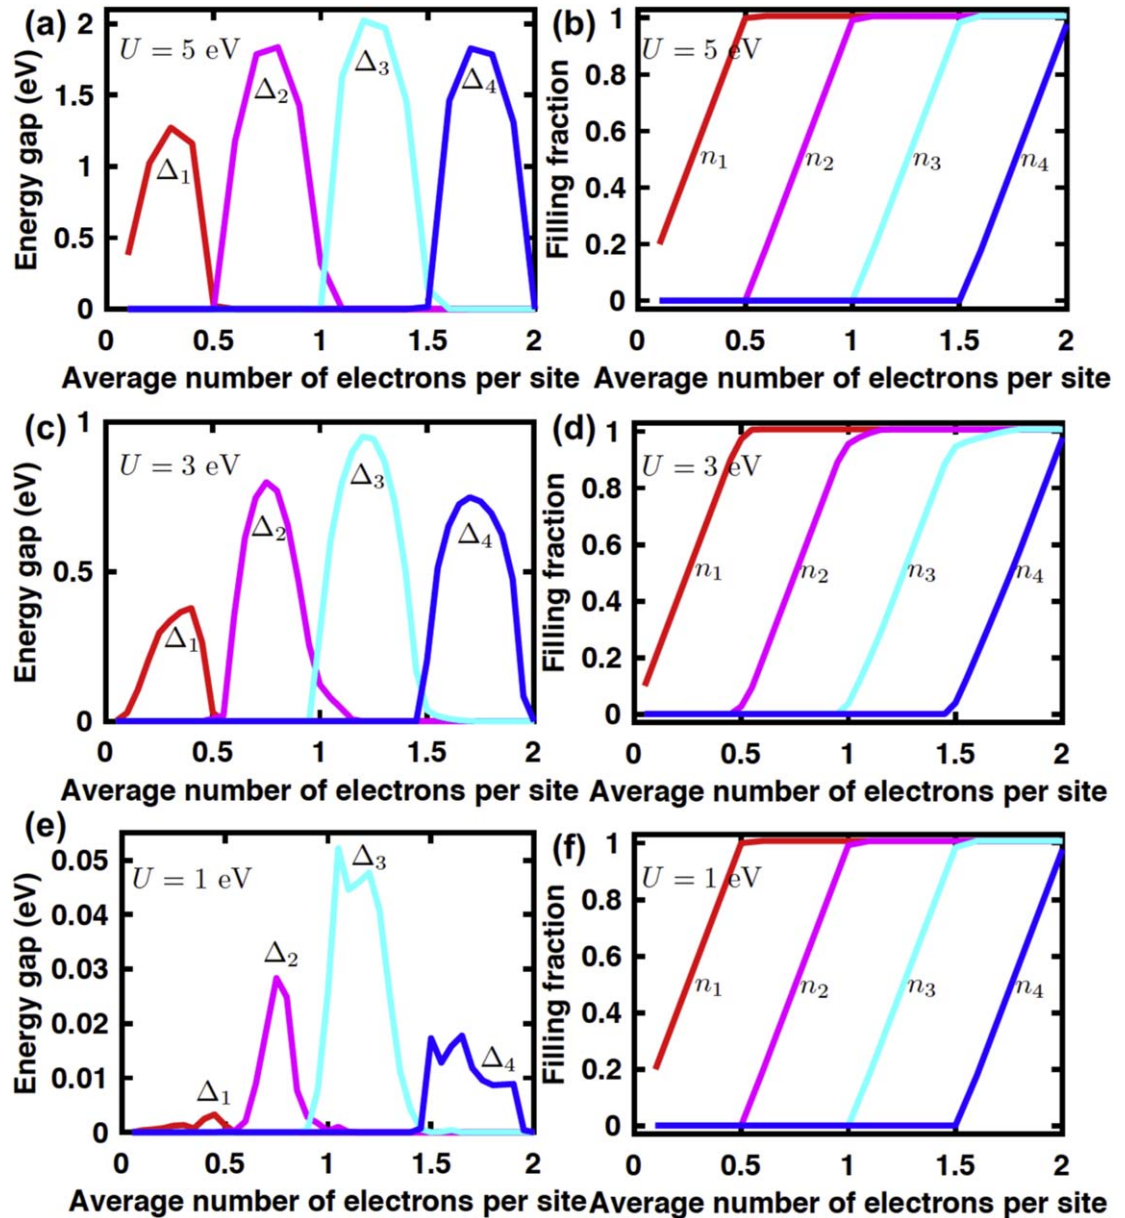 (a)
U = 5 eV
Δ1
Δ2
Δ3
Δ4
Energy gap (eV)
2
1.5
1
0.5
0
0 0.5 1 1.5 2
Average number of electrons per site
(b)
U = 5 eV
n1
n2
n3
n4
Filling fraction
1
0.8
0.6
0.4
0.2
0
0 0.5 1 1.5 2
Average number of electrons per site
(c)
U = 3 eV
Δ1
Δ2
Δ3
Δ4
Energy gap (eV)
1
0.5
0
0 0.5 1 1.5 2
Average number of electrons per site
(d)
U = 3 eV
n1
n2
n3
n4
Filling fraction
1
0.8
0.6
0.4
0.2
0
0 0.5 1 1.5 2
Average number of electrons per site
(e)
U = 1 eV
Δ1
Δ2
Δ3
Δ4
Energy gap (eV)
0.05
0.04
0.03
0.02
0.01
0
0 0.5 1 1.5 2
Average number of electrons per site
(f)
U = 1 eV
n1
n2
n3
n4
Filling fraction
1
0.8
0.6
0.4
0.2
0
0 0.5 1 1.5 2
Average number of electrons per site